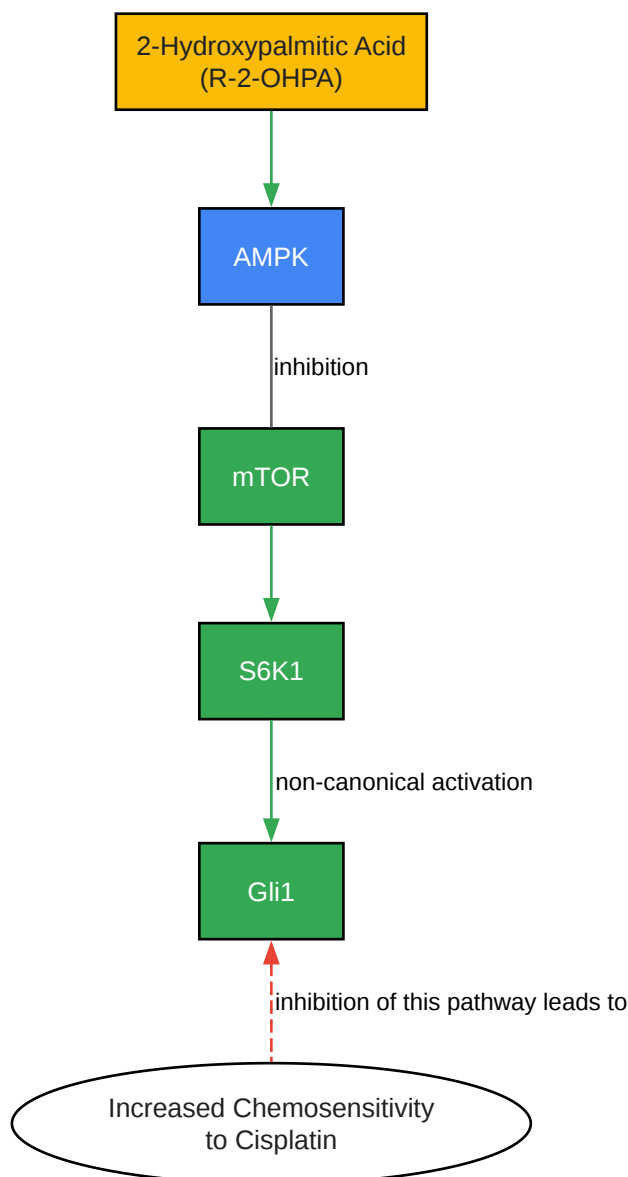 2-Hydroxypalmitic Acid
(R-2-OHPA)
AMPK
inhibition
mTOR
S6K1
non-canonical activation
Gli1
inhibition of this pathway leads to
Increased Chemosensitivity
to Cisplatin